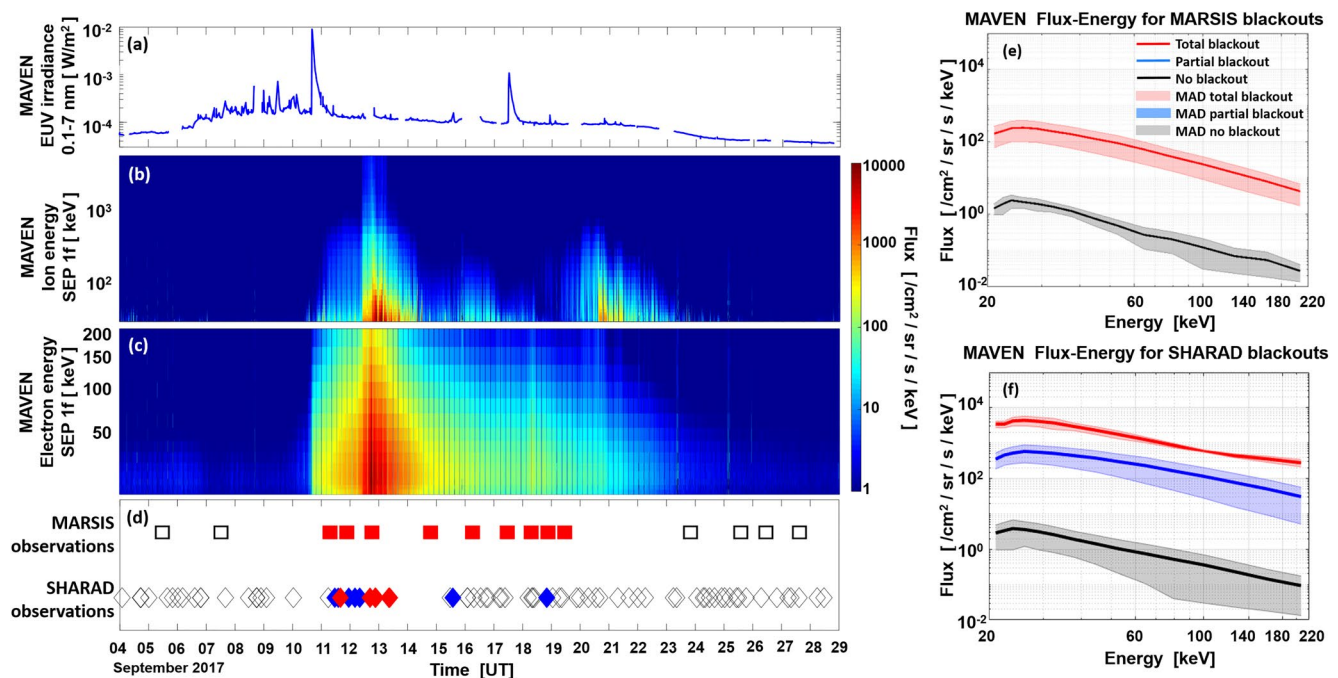 MAVEN
EUV irradiance
0.1-7 nm [ W/m² ]
10⁻²
10⁻³
10⁻⁴
(a)
MAVEN
Ion energy
SEP 1f [ keV]
10³
10²
(b)
MAVEN
Electron energy
SEP 1f [ keV]
200
150
100
50
(c)
10000
1000
100
10
1
Flux [/cm² / sr / s / keV]
(d)
MARSIS
observations
SHARAD
observations
04 05 06 07 08 09 10 11 12 13 14 15 16 17 18 19 20 21 22 23 24 25 26 27 28 29
September 2017
Time [UT]
MAVEN Flux-Energy for MARSIS blackouts
(e)
Total blackout
Partial blackout
No blackout
MAD total blackout
MAD partial blackout
MAD no blackout
Flux [ /cm² / sr / s / keV]
10⁴
10²
10⁰
10⁻²
20 60 100 140 180 220
Energy [keV]
MAVEN Flux-Energy for SHARAD blackouts
(f)
Flux [ /cm² / sr / s / keV]
10⁴
10²
10⁰
10⁻²
20 60 100 140 180 220
Energy [keV]